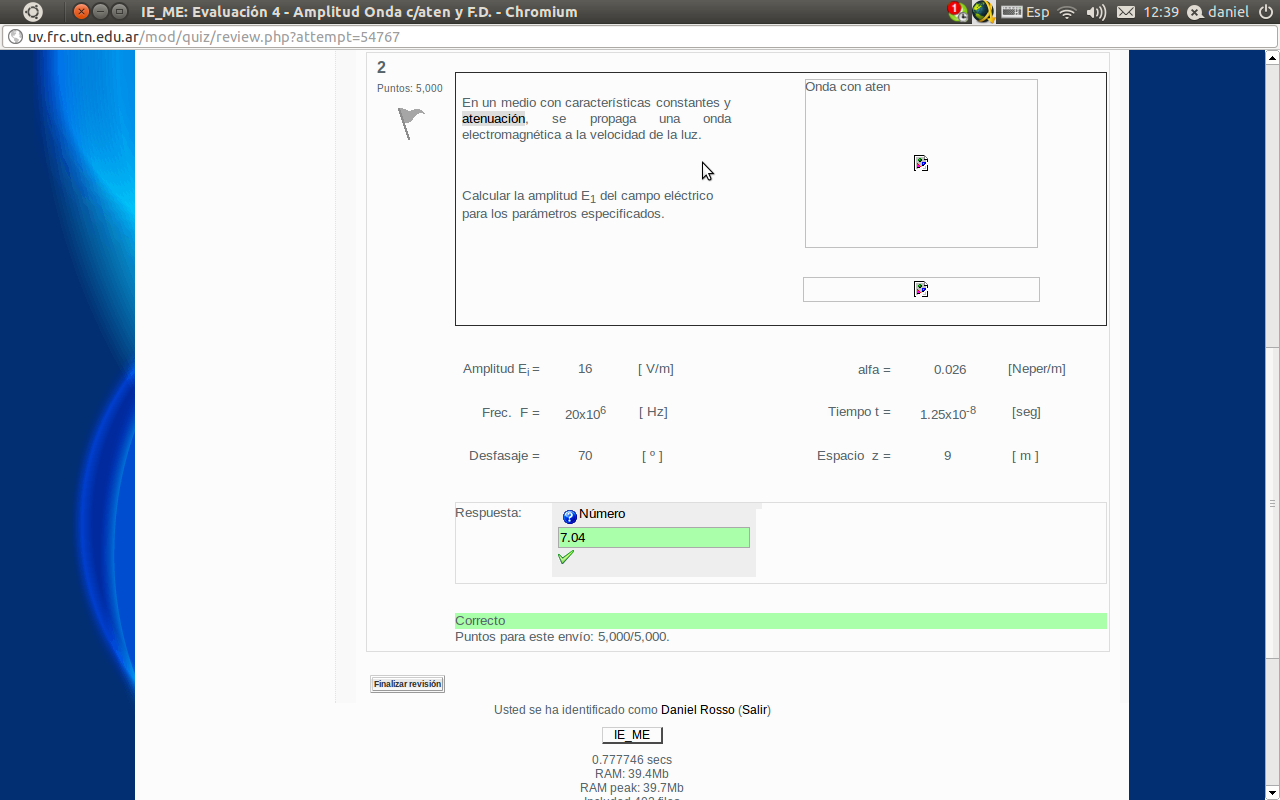 IE_ME: Evaluación 4 - Amplitud Onda c/aten y F.D. - Chromium
1
Esp
12:39
daniel
uv.frc.utn.edu.ar/mod/quiz/review.php?attempt=54767
2
Puntos: 5,000
En un medio con características constantes y
atenuación, se propaga una onda
electromagnética a la velocidad de la luz.
Calcular la amplitud E1 del campo eléctrico
para los parámetros especificados.
Onda con aten
Amplitud Ei = 16 [ V/m] alfa = 0.026 [Neper/m]
Frec. F = 20x10^6 [ Hz] Tiempo t = 1.25x10^-8 [seg]
Desfasaje = 70 [ º ] Espacio z = 9 [ m ]
Respuesta:
? Número
7.04
Correcto
Puntos para este envío: 5,000/5,000.
Finalizar revisión
Usted se ha identificado como Daniel Rosso (Salir)
IE_ME
0.777746 secs
RAM: 39.4Mb
RAM peak: 39.7Mb